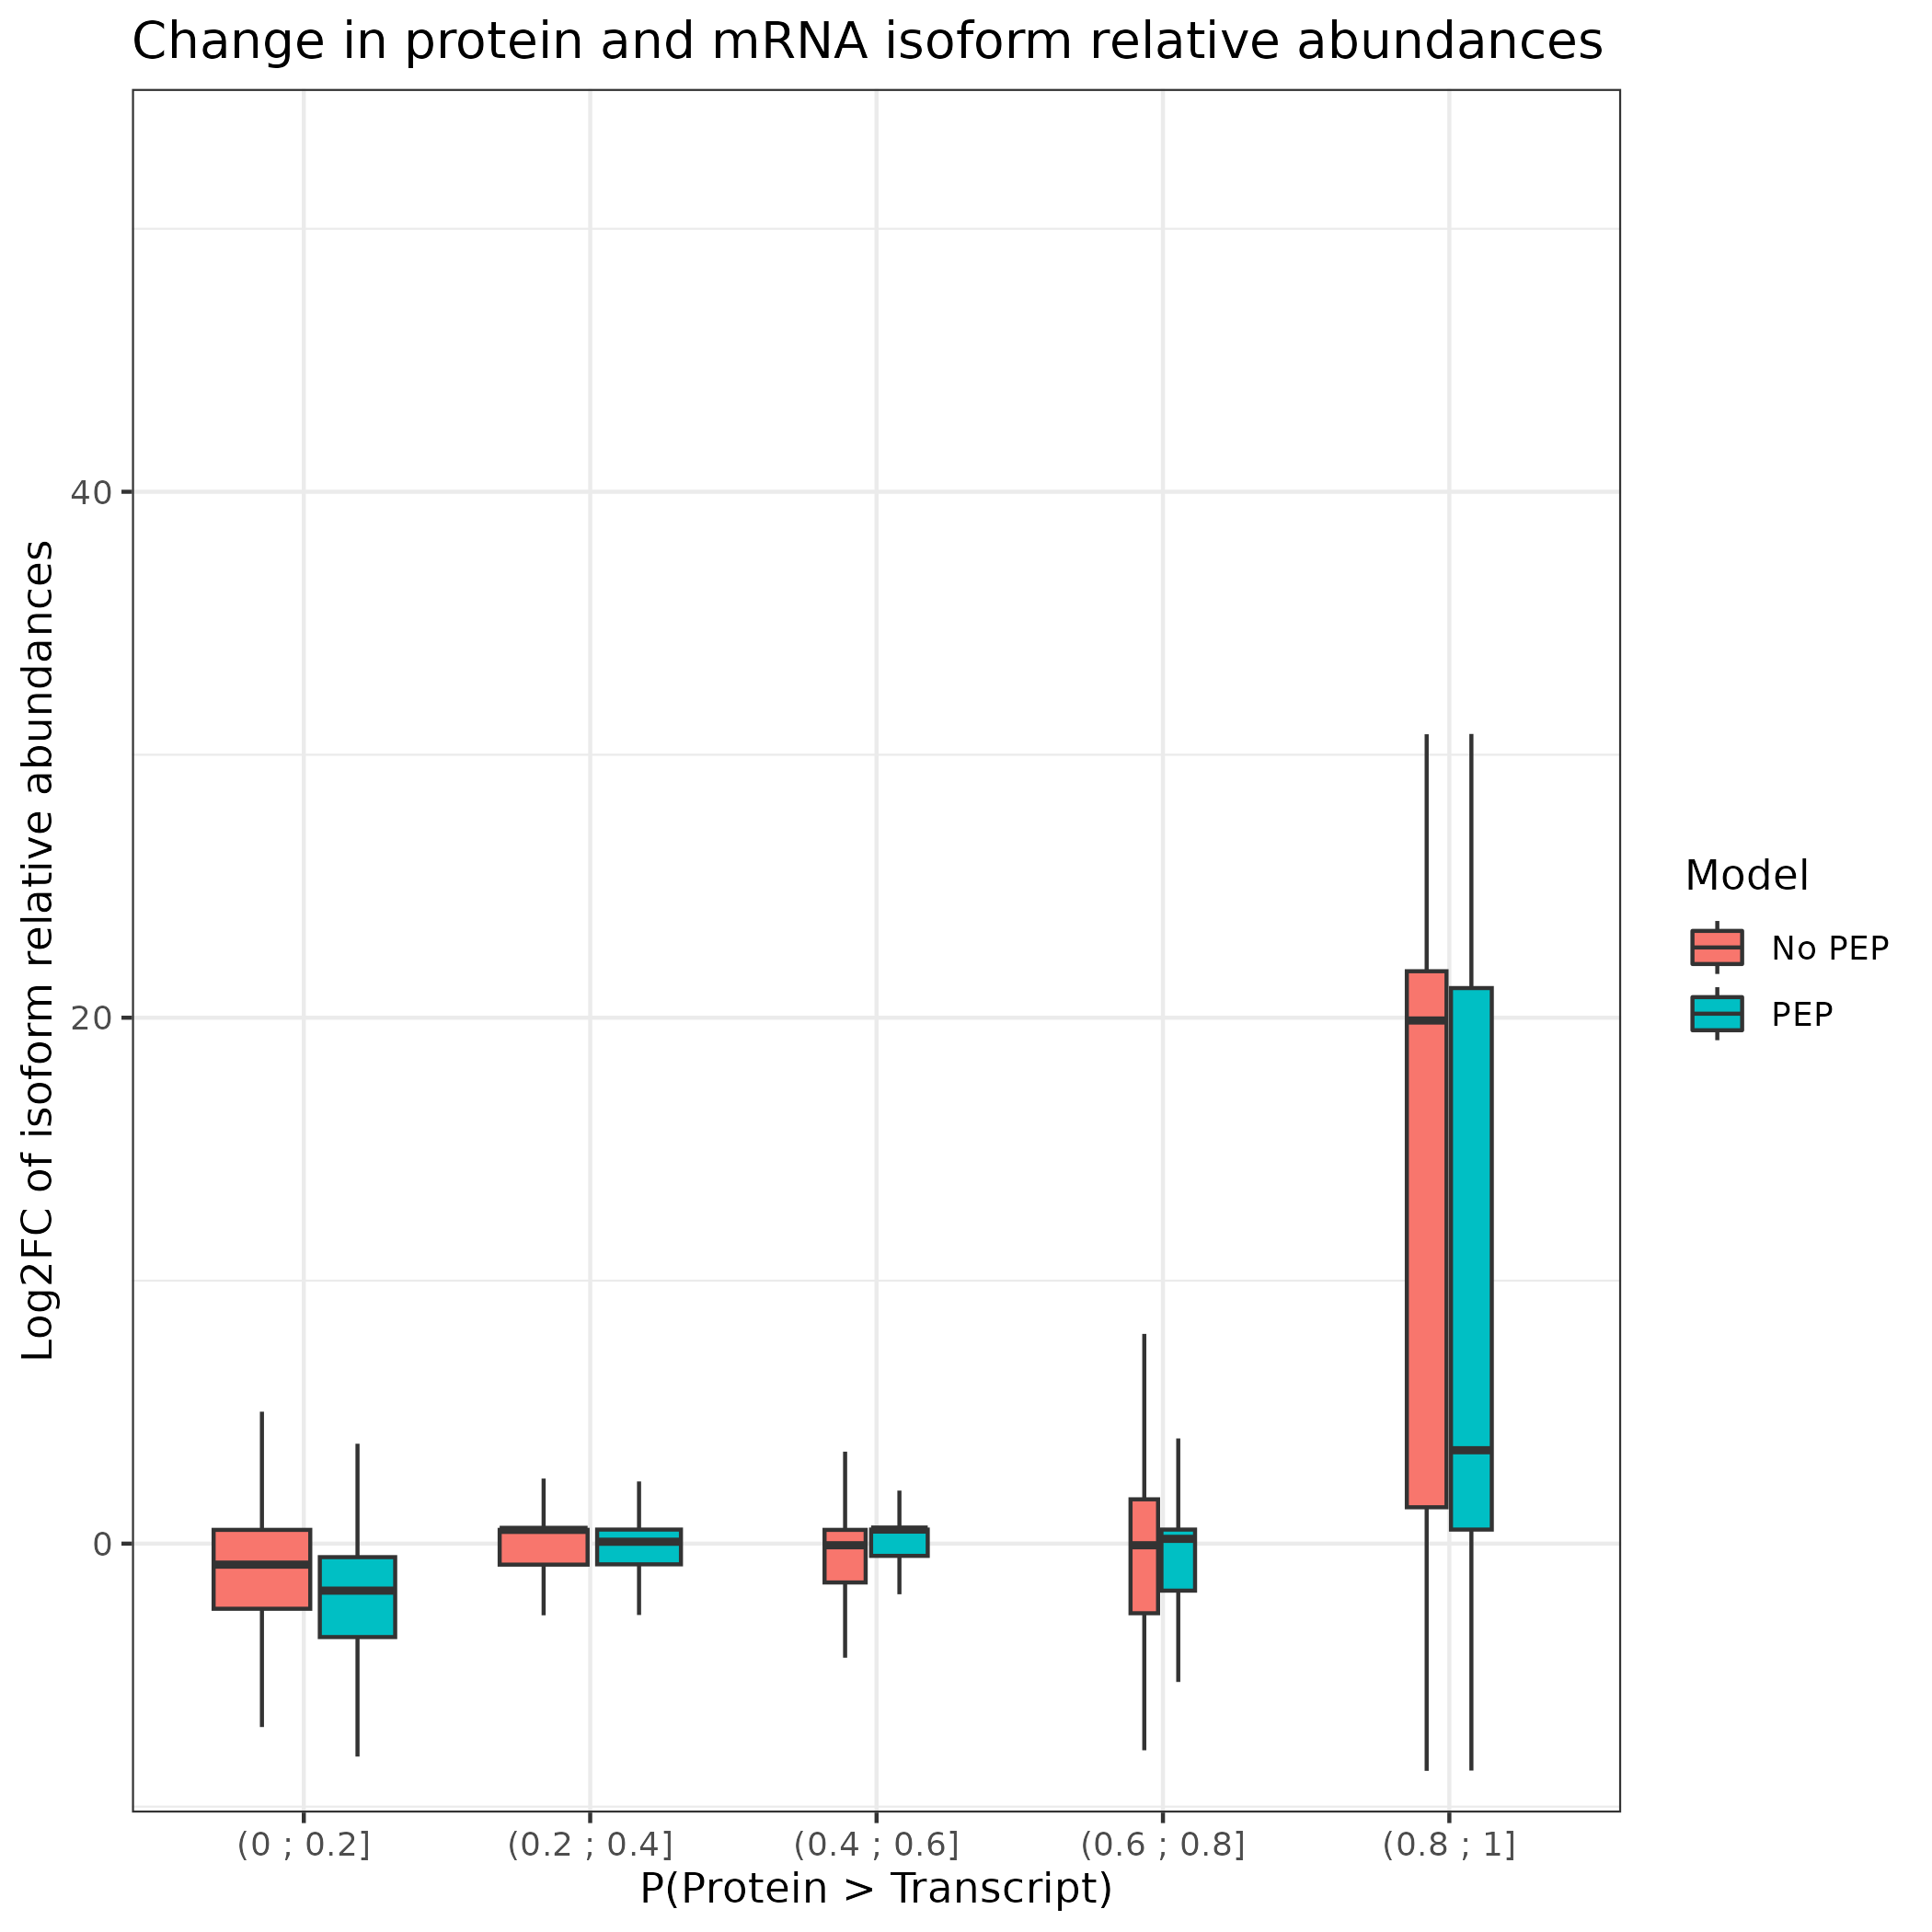 Change in protein and mRNA isoform relative abundances
Log2FC of isoform relative abundances
40
20
0
(0 ; 0.2]
(0.2 ; 0.4]
(0.4 ; 0.6]
(0.6 ; 0.8]
(0.8 ; 1]
P(Protein > Transcript)
Model
No PEP
PEP